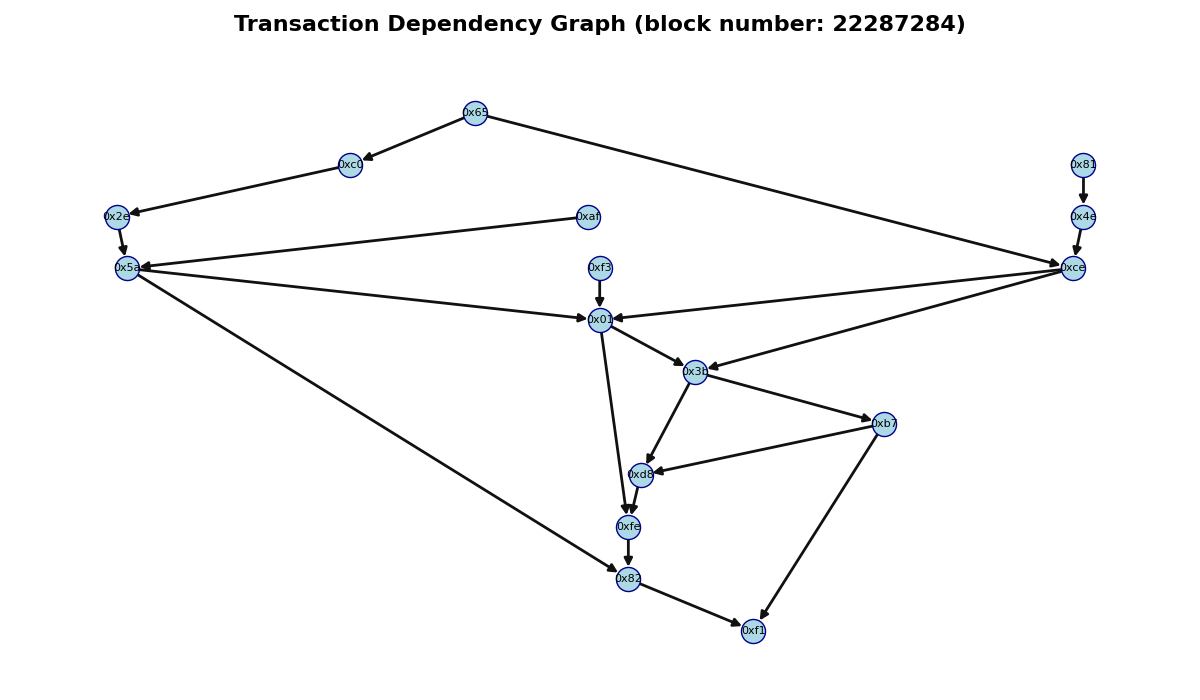 Transaction Dependency Graph (block number: 22287284)
0x65
0xc0
0x81
0x2e
0xaf
0x4e
0x5a
0xf3
0xce
0x01
0x3b
0xb7
0xd8
0xfe
0x82
0xf1